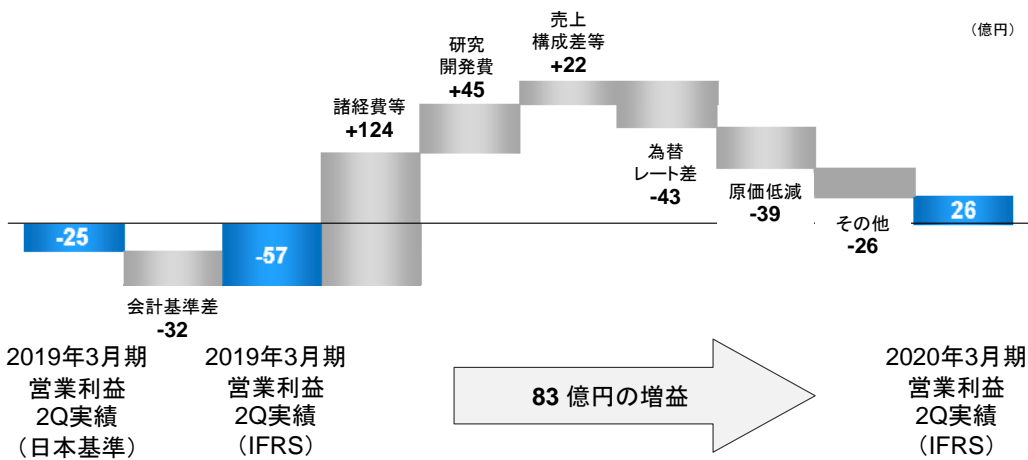 (億円)
-25
会計基準差
-32
-57
諸経費等
+124
研究
開発費
+45
売上
構成差等
+22
為替
レート差
-43
原価低減
-39
その他
-26
26
2019年3月期
営業利益
2Q実績
（日本基準）
2019年3月期
営業利益
2Q実績
（IFRS）
83 億円の増益
2020年3月期
営業利益
2Q実績
（IFRS）